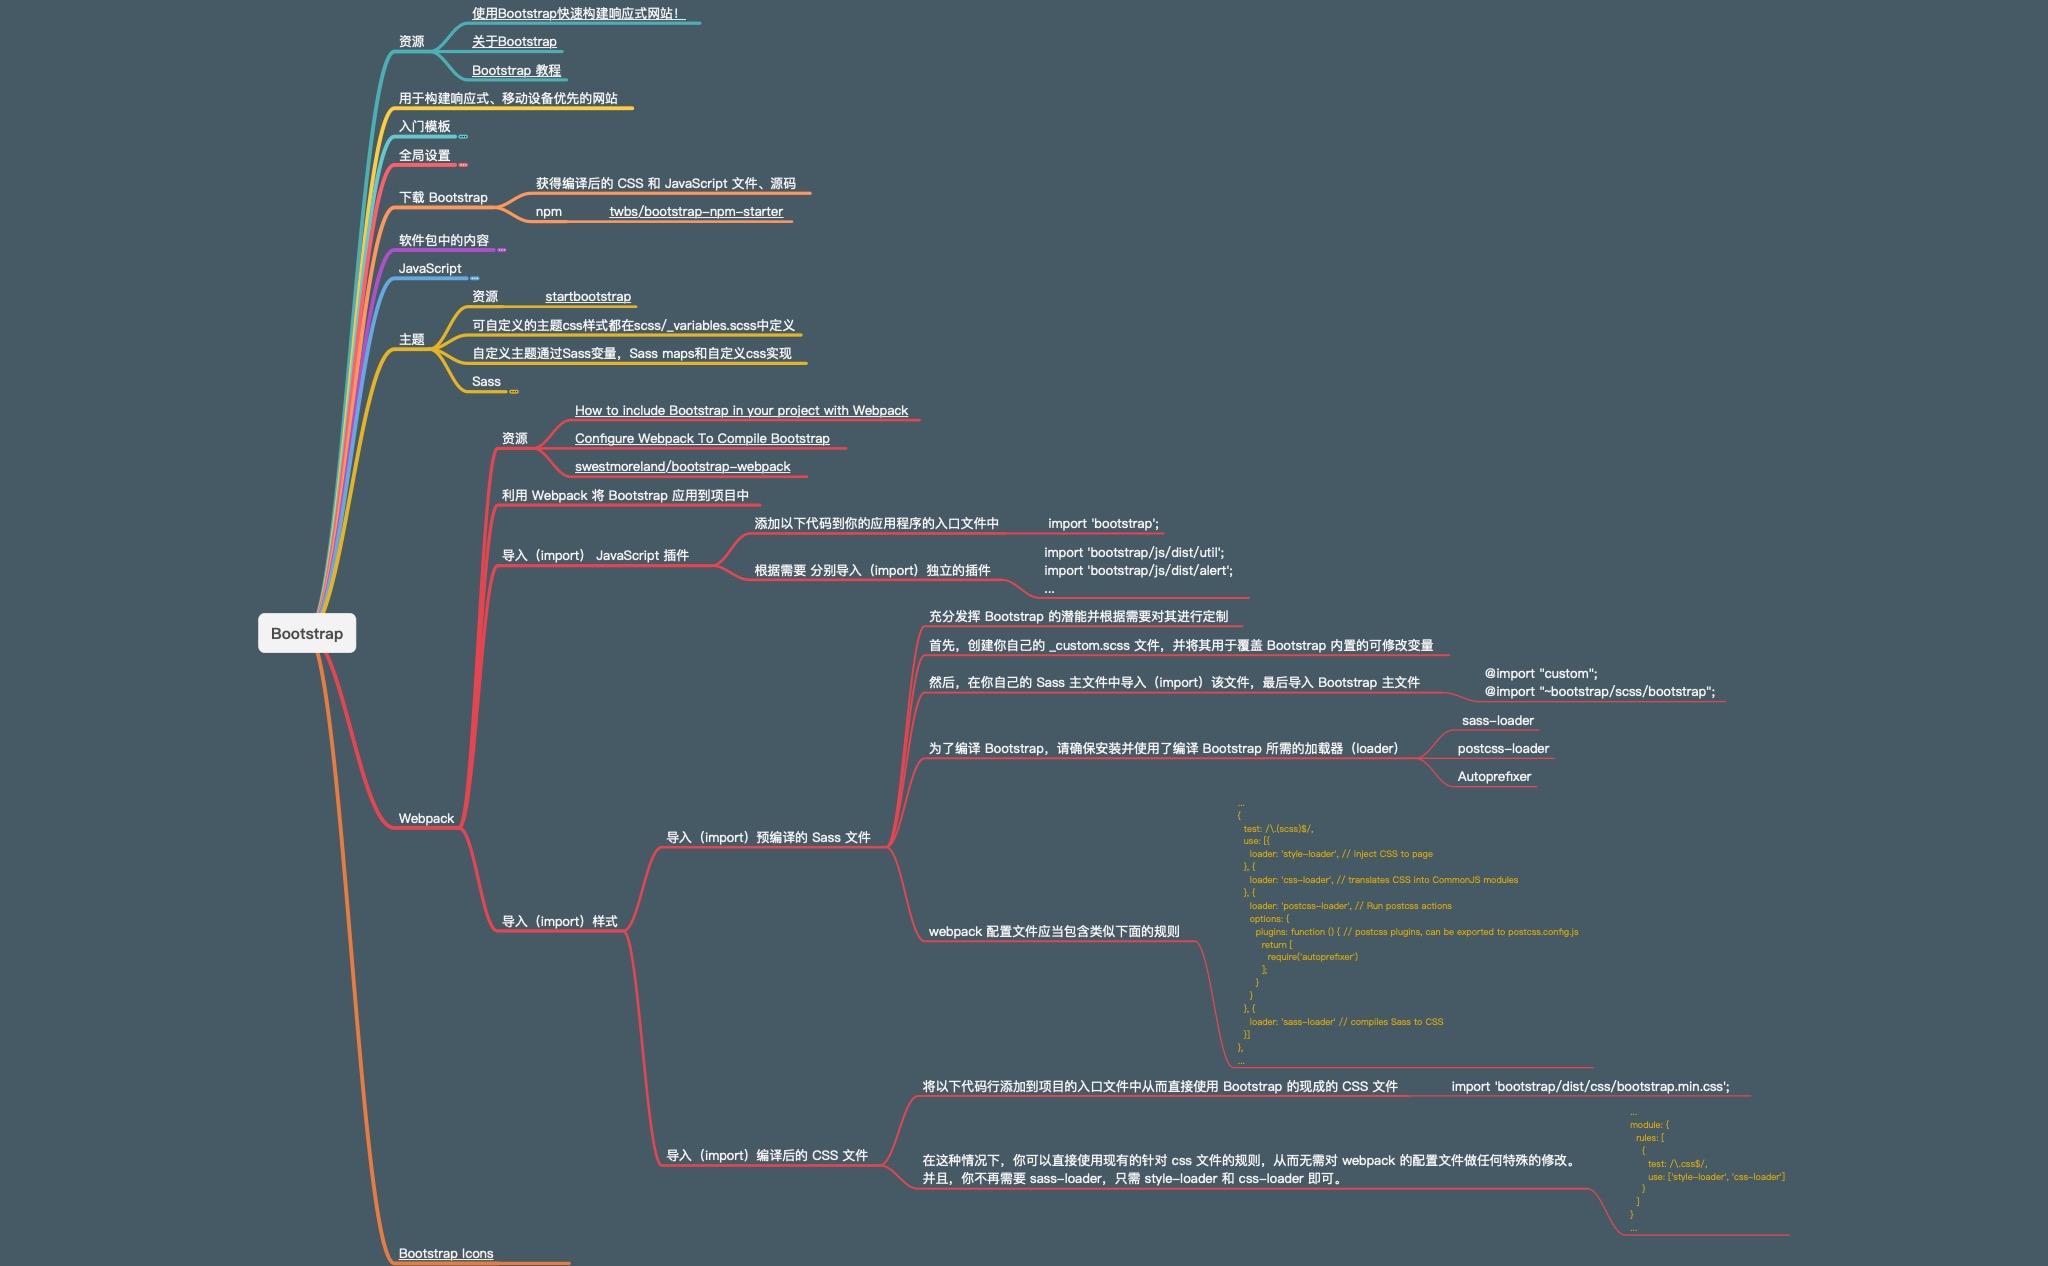 使用Bootstrap快速构建响应式网站！
资源
关于Bootstrap
Bootstrap 教程
用于构建响应式、移动设备优先的网站
入门模板
全局设置
下载 Bootstrap
获得编译后的 CSS 和 JavaScript 文件、源码
npm
twbs/bootstrap-npm-starter
软件包中的内容
JavaScript
主题
资源
startbootstrap
可自定义的主题css样式都在scss/_variables.scss中定义
自定义主题通过Sass变量，Sass maps和自定义css实现
Sass
Bootstrap
Webpack
资源
How to include Bootstrap in your project with Webpack
Configure Webpack To Compile Bootstrap
swestmoreland/bootstrap-webpack
利用 Webpack 将 Bootstrap 应用到项目中
导入（import） JavaScript 插件
添加以下代码到你的应用程序的入口文件中
import 'bootstrap';
根据需要 分别导入（import）独立的插件
import 'bootstrap/js/dist/util';
import 'bootstrap/js/dist/alert';
...
导入（import）样式
导入（import）预编译的 Sass 文件
充分发挥 Bootstrap 的潜能并根据需要对其进行定制
首先，创建你自己的 _custom.scss 文件，并将其用于覆盖 Bootstrap 内置的可修改变量
然后，在你自己的 Sass 主文件中导入（import）该文件，最后导入 Bootstrap 主文件
@import "custom";
@import "~bootstrap/scss/bootstrap";
为了编译 Bootstrap，请确保安装并使用了编译 Bootstrap 所需的加载器（loader）
sass-loader
postcss-loader
Autoprefixer
webpack 配置文件应当包含类似下面的规则
...
{
test: /\.(scss)$/,
use: [{
loader: 'style-loader', // inject CSS to page
}, {
loader: 'css-loader', // translates CSS into CommonJS modules
}, {
loader: 'postcss-loader', // Run postcss actions
options: {
plugins: function () { // postcss plugins, can be exported to postcss.config.js
return [
require('autoprefixer')
];
}
}
}, {
loader: 'sass-loader' // compiles Sass to CSS
}]
},
...
导入（import）编译后的 CSS 文件
将以下代码行添加到项目的入口文件中从而直接使用 Bootstrap 的现成的 CSS 文件
import 'bootstrap/dist/css/bootstrap.min.css';
在这种情况下，你可以直接使用现有的针对 css 文件的规则，从而无需对 webpack 的配置文件做任何特殊的修改。
并且，你不再需要 sass-loader，只需 style-loader 和 css-loader 即可。
...
module: {
rules: [
{
test: /\.css$/,
use: ['style-loader', 'css-loader']
}
]
}
...
Bootstrap Icons